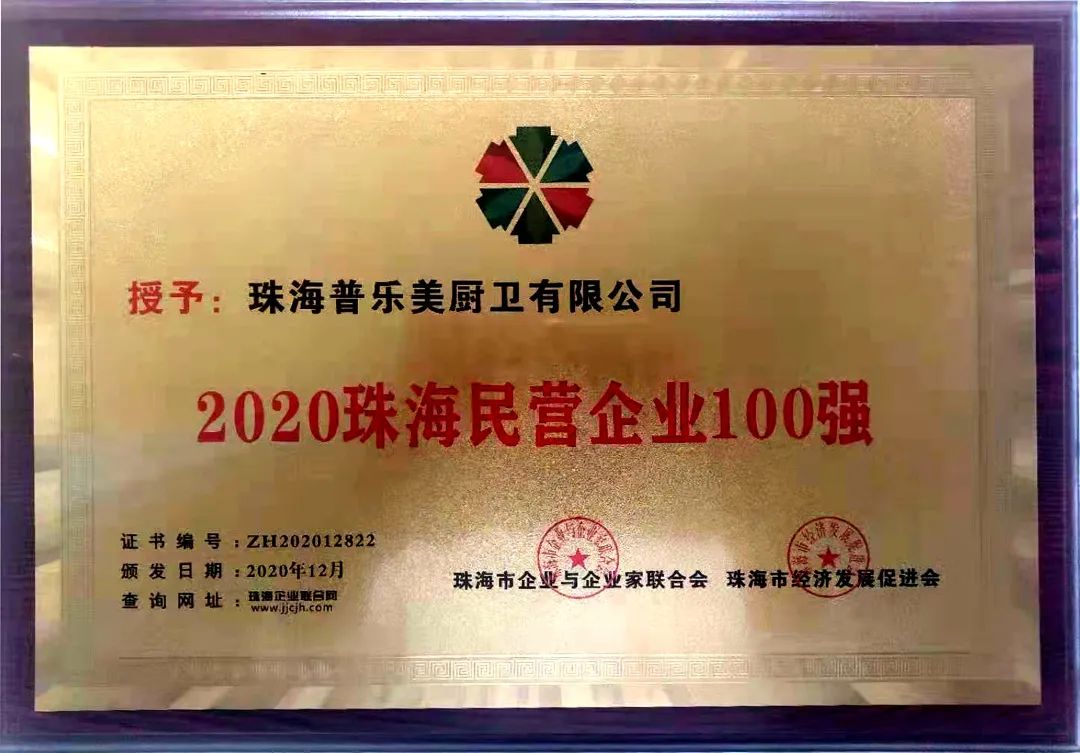 授予：珠海普乐美厨卫有限公司
2020珠海民营企业100强
证书编号：ZH202012822
颁发日期：2020年12月
查询网址：珠海企业联合网
www.jjcjh.com
珠海市企业与企业家联合会 珠海市经济发展促进会